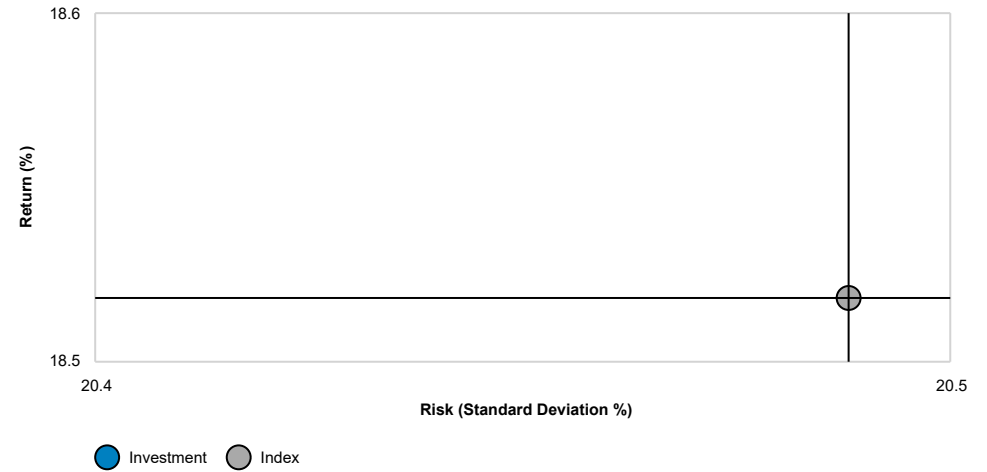 18.6
Return (%)
18.5
20.4
20.5
Risk (Standard Deviation %)
Investment
Index